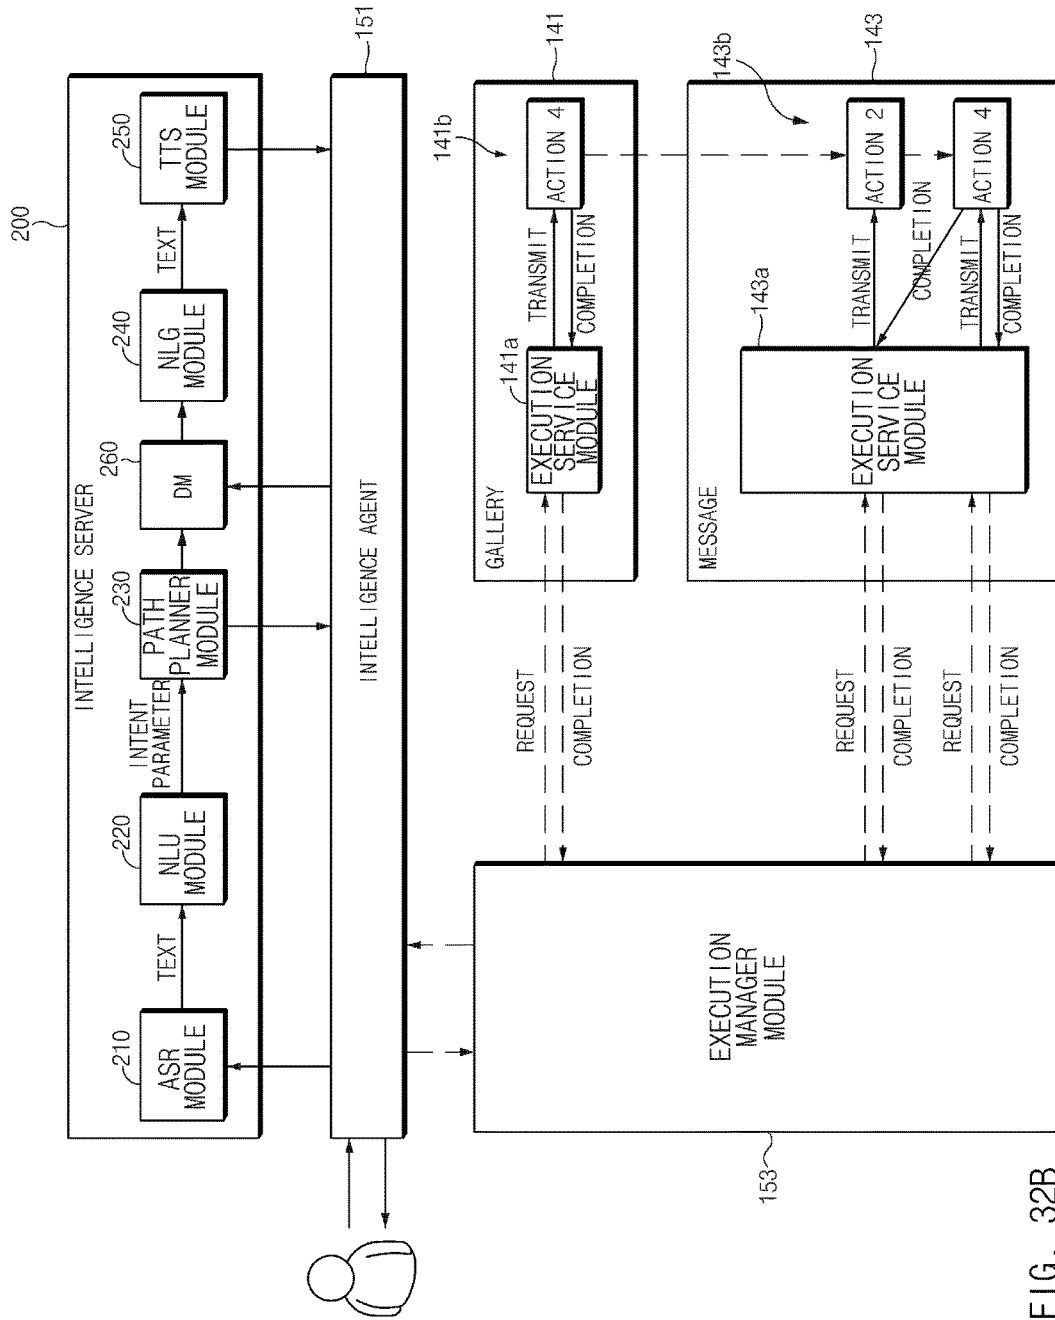 200
INTELLIGENCE SERVER
210
ASR
MODULE
TEXT
220
NLU
MODULE
INTENT
PARAMETER
230
PATH
PLANNER
MODULE
260
DM
240
NLG
MODULE
TEXT
250
TTS
MODULE
INTELLIGENCE AGENT
151
153
EXECUTION
MANAGER
MODULE
REQUEST
COMPLETION
GALLERY
141a
EXECUTION
SERVICE
MODULE
TRANSMIT
COMPLETION
141b
ACTION 4
141
REQUEST
COMPLETION
REQUEST
COMPLETION
MESSAGE
143a
EXECUTION
SERVICE
MODULE
TRANSMIT
COMPLETION
TRANSMIT
COMPLETION
143b
ACTION 2
ACTION 4
143
FIG. 32B